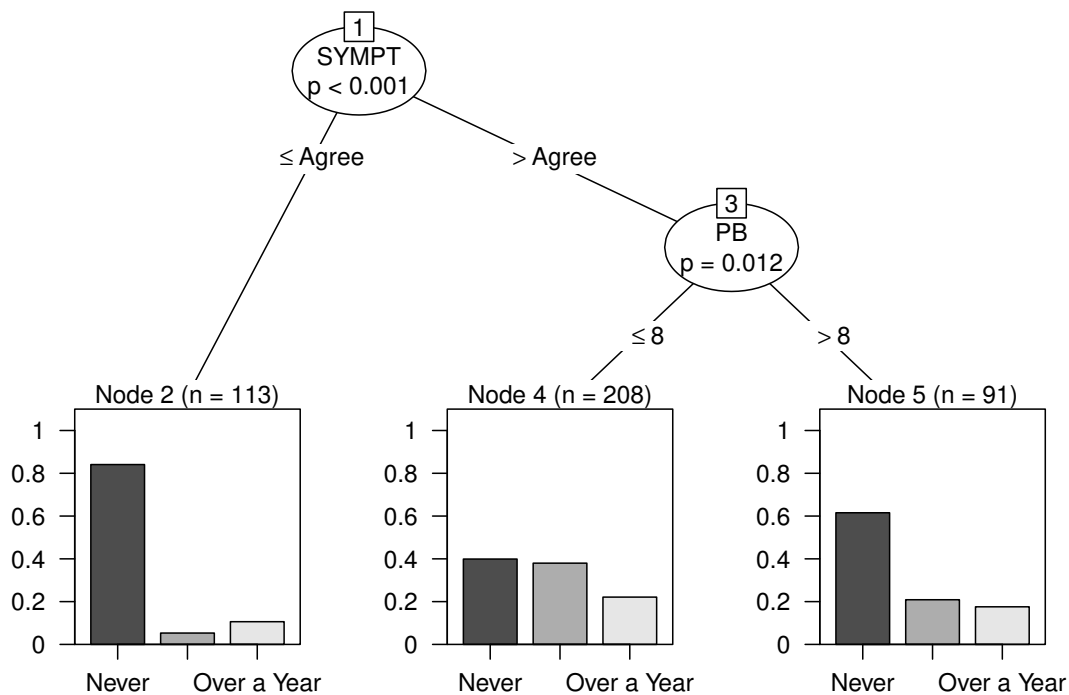 1
SYMPT
p < 0.001
≤ Agree
> Agree
3
PB
p = 0.012
≤ 8
> 8
Node 2 (n = 113)
1
0.8
0.6
0.4
0.2
0
Never
Over a Year
Node 4 (n = 208)
1
0.8
0.6
0.4
0.2
0
Never
Over a Year
Node 5 (n = 91)
1
0.8
0.6
0.4
0.2
0
Never
Over a Year